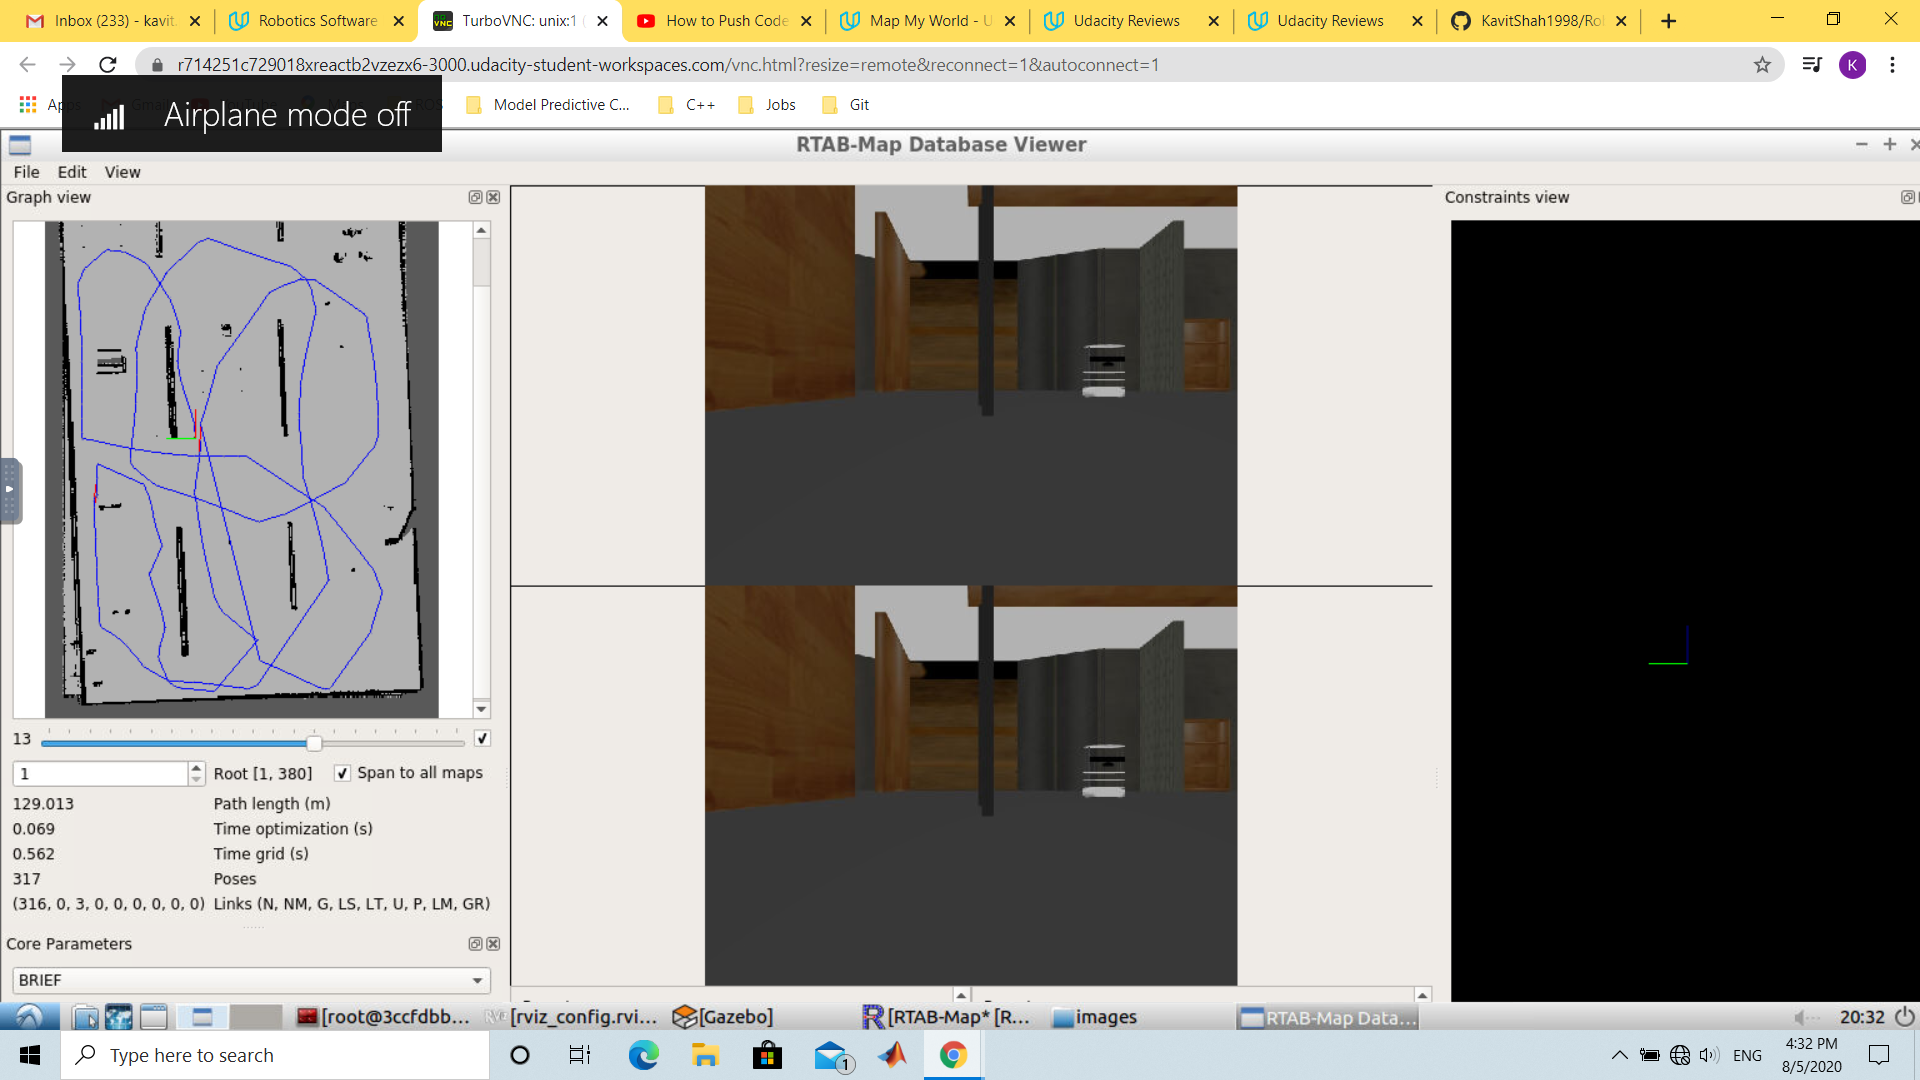 Inbox (233) - kavit.
Robotics Software
TurboVNC: unix:1 (
How to Push Code
Map My World - U
Udacity Reviews
Udacity Reviews
KavitShah1998/Ro
r714251c729018xreactb2vzezx6-3000.udacity-student-workspaces.com/vnc.html?resize=remote&reconnect=1&autoconnect=1
K
Model Predictive C...
C++
Jobs
Git
Airplane mode off
RTAB-Map Database Viewer
File Edit View
Graph view
Constraints view
13
1 Root [1, 380] Span to all maps
129.013 Path length (m)
0.069 Time optimization (s)
0.562 Time grid (s)
317 Poses
(316, 0, 3, 0, 0, 0, 0, 0, 0) Links (N, NM, G, LS, LT, U, P, LM, GR)
Core Parameters
BRIEF
[root@3ccfdbb...
[rviz_config.rvi...
[Gazebo]
[RTAB-Map* [R...
images
RTAB-Map Data...
20:32
Type here to search
1
ENG
4:32 PM
8/5/2020